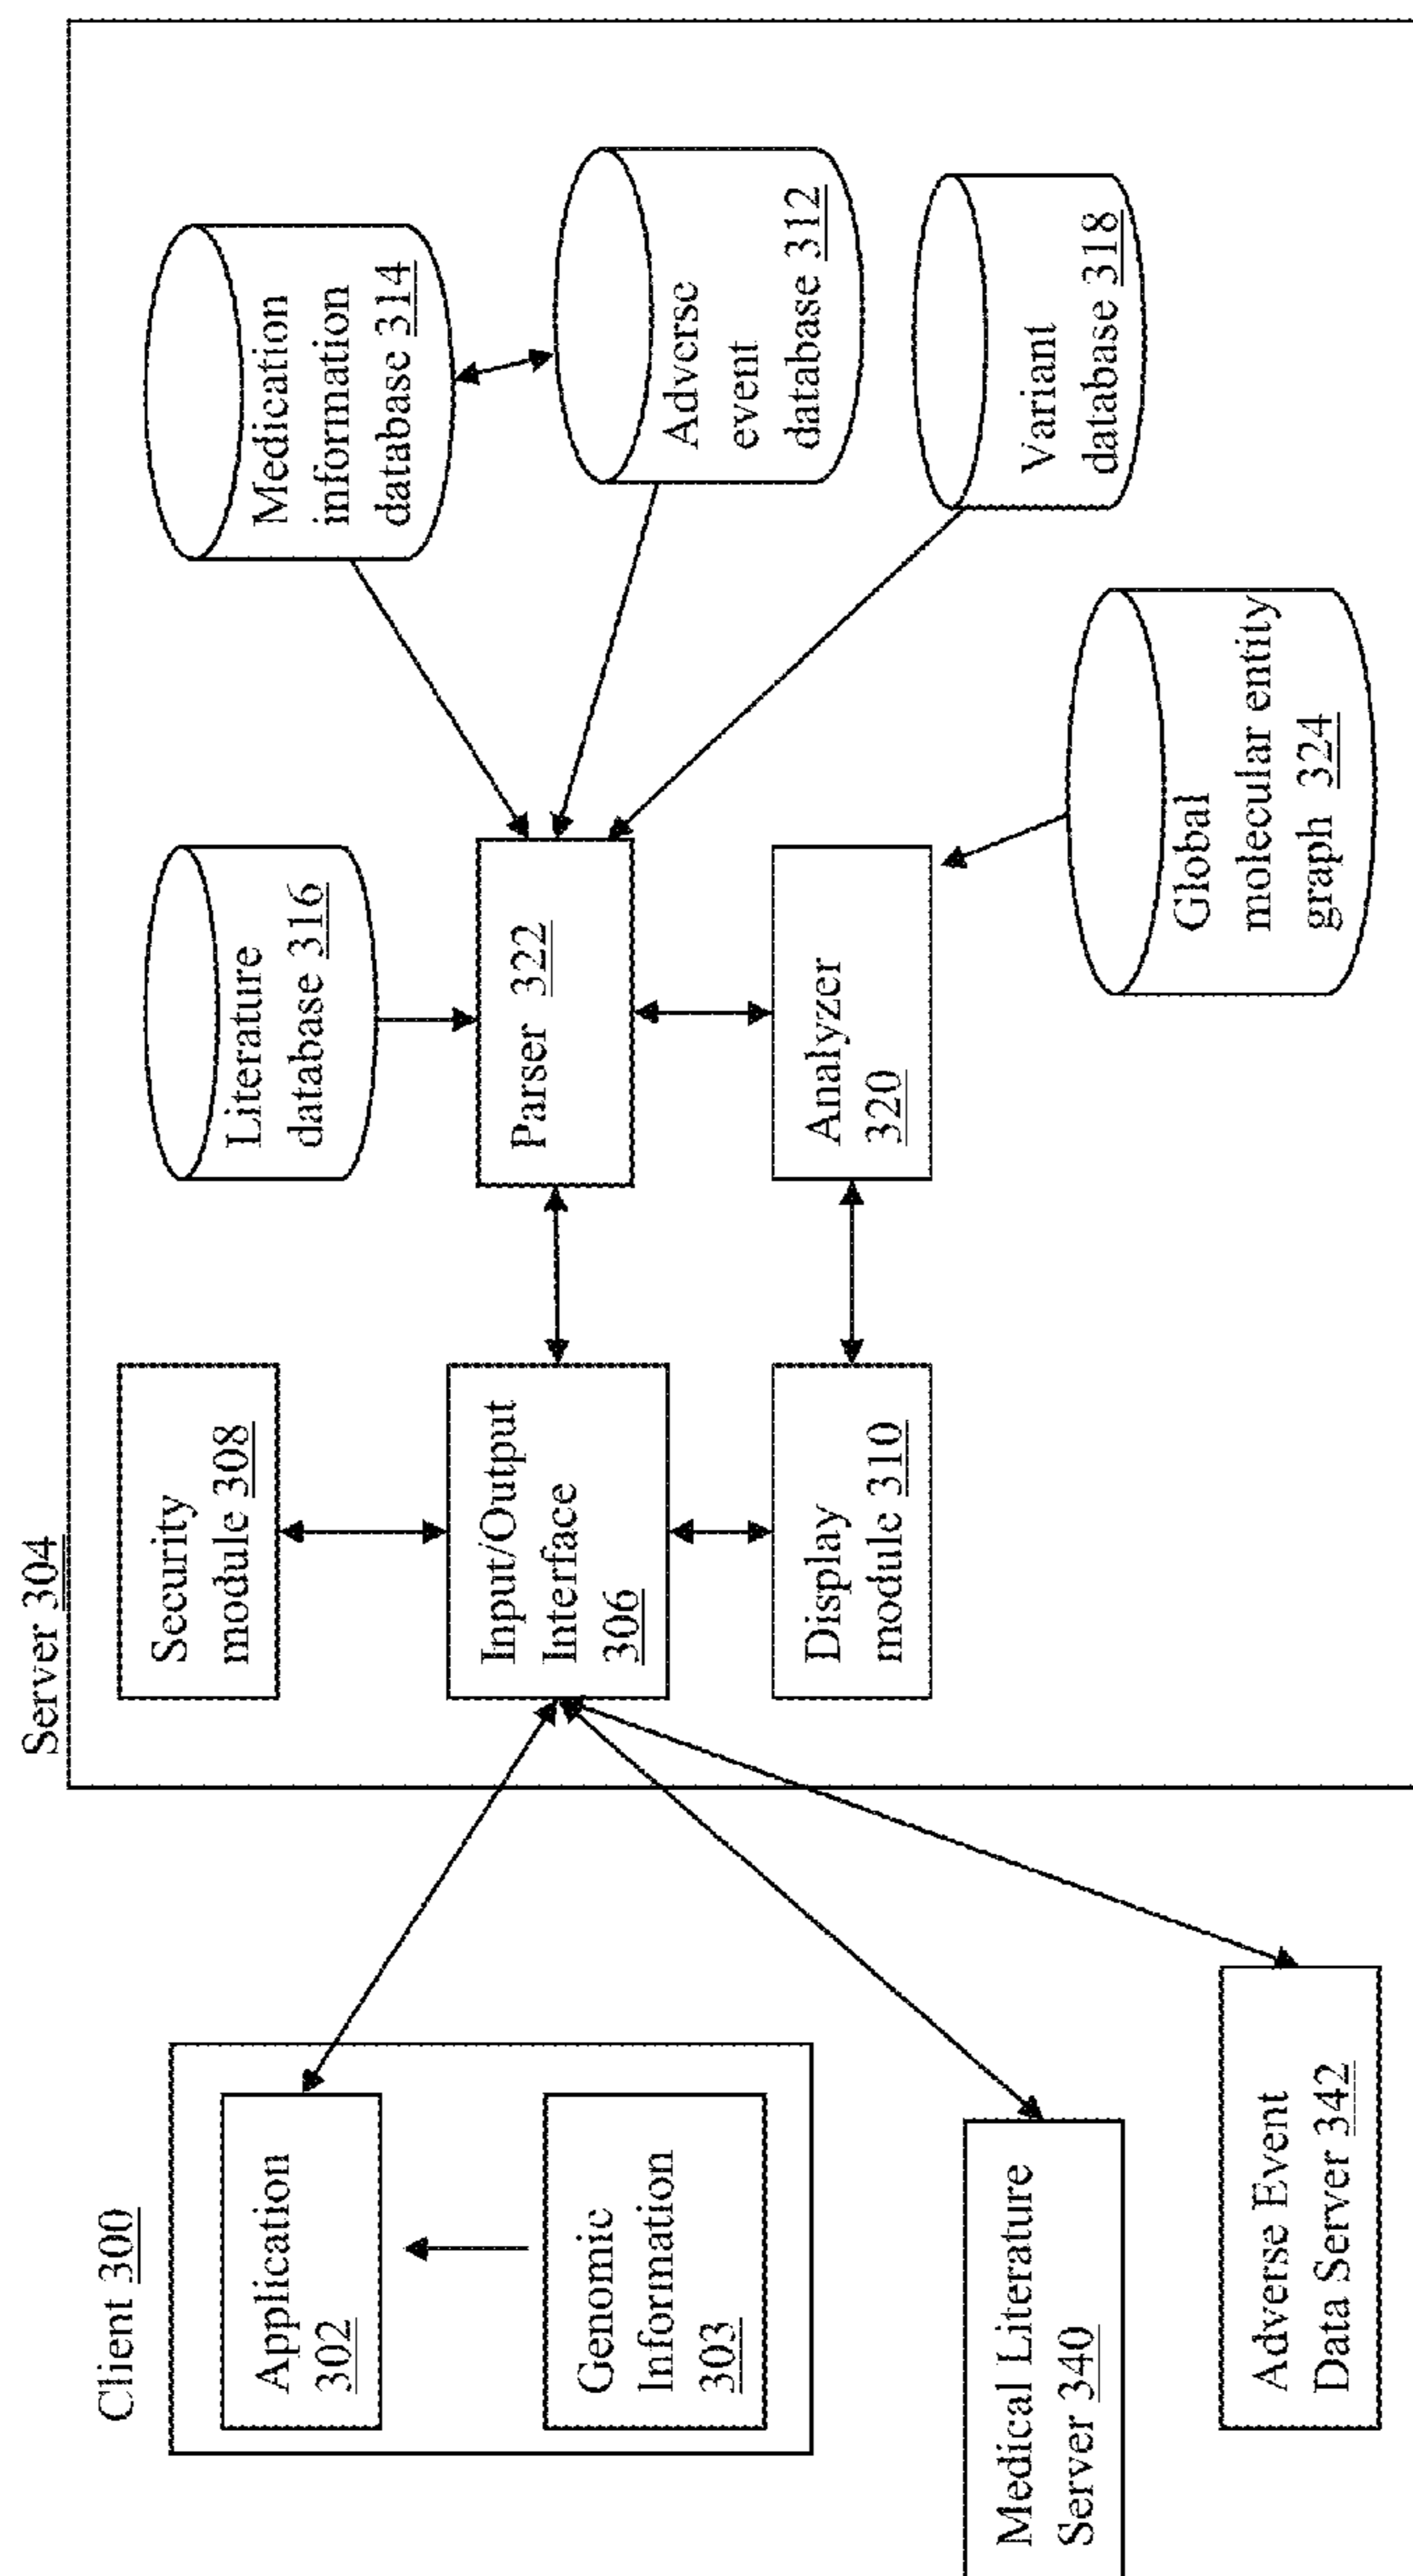 Client 300
Application
302
Genomic
Information
303
Medical Literature
Server 340
Adverse Event
Data Server 342
Server 304
Security
module 308
Input/Output
Interface
306
Display
module 310
Literature
database 316
Parser 322
Analyzer
320
Medication
information
database 314
Adverse
event
database 312
Variant
database 318
Global
molecular entity
graph 324